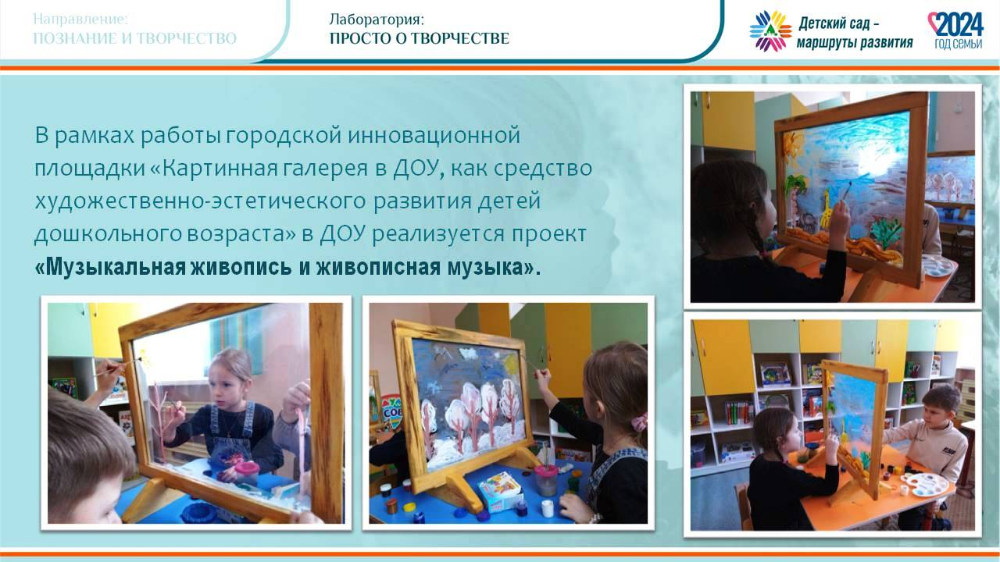 Направление:
ПОЗНАНИЕ И ТВОРЧЕСТВО
Лаборатория:
ПРОСТО О ТВОРЧЕСТВЕ
Детский сад –
маршруты развития
2024
ГОД СЕМЬИ
В рамках работы городской инновационной
площадки «Картинная галерея в ДОУ, как средство
художественно-эстетического развития детей
дошкольного возраста» в ДОУ реализуется проект
«Музыкальная живопись и живописная музыка».